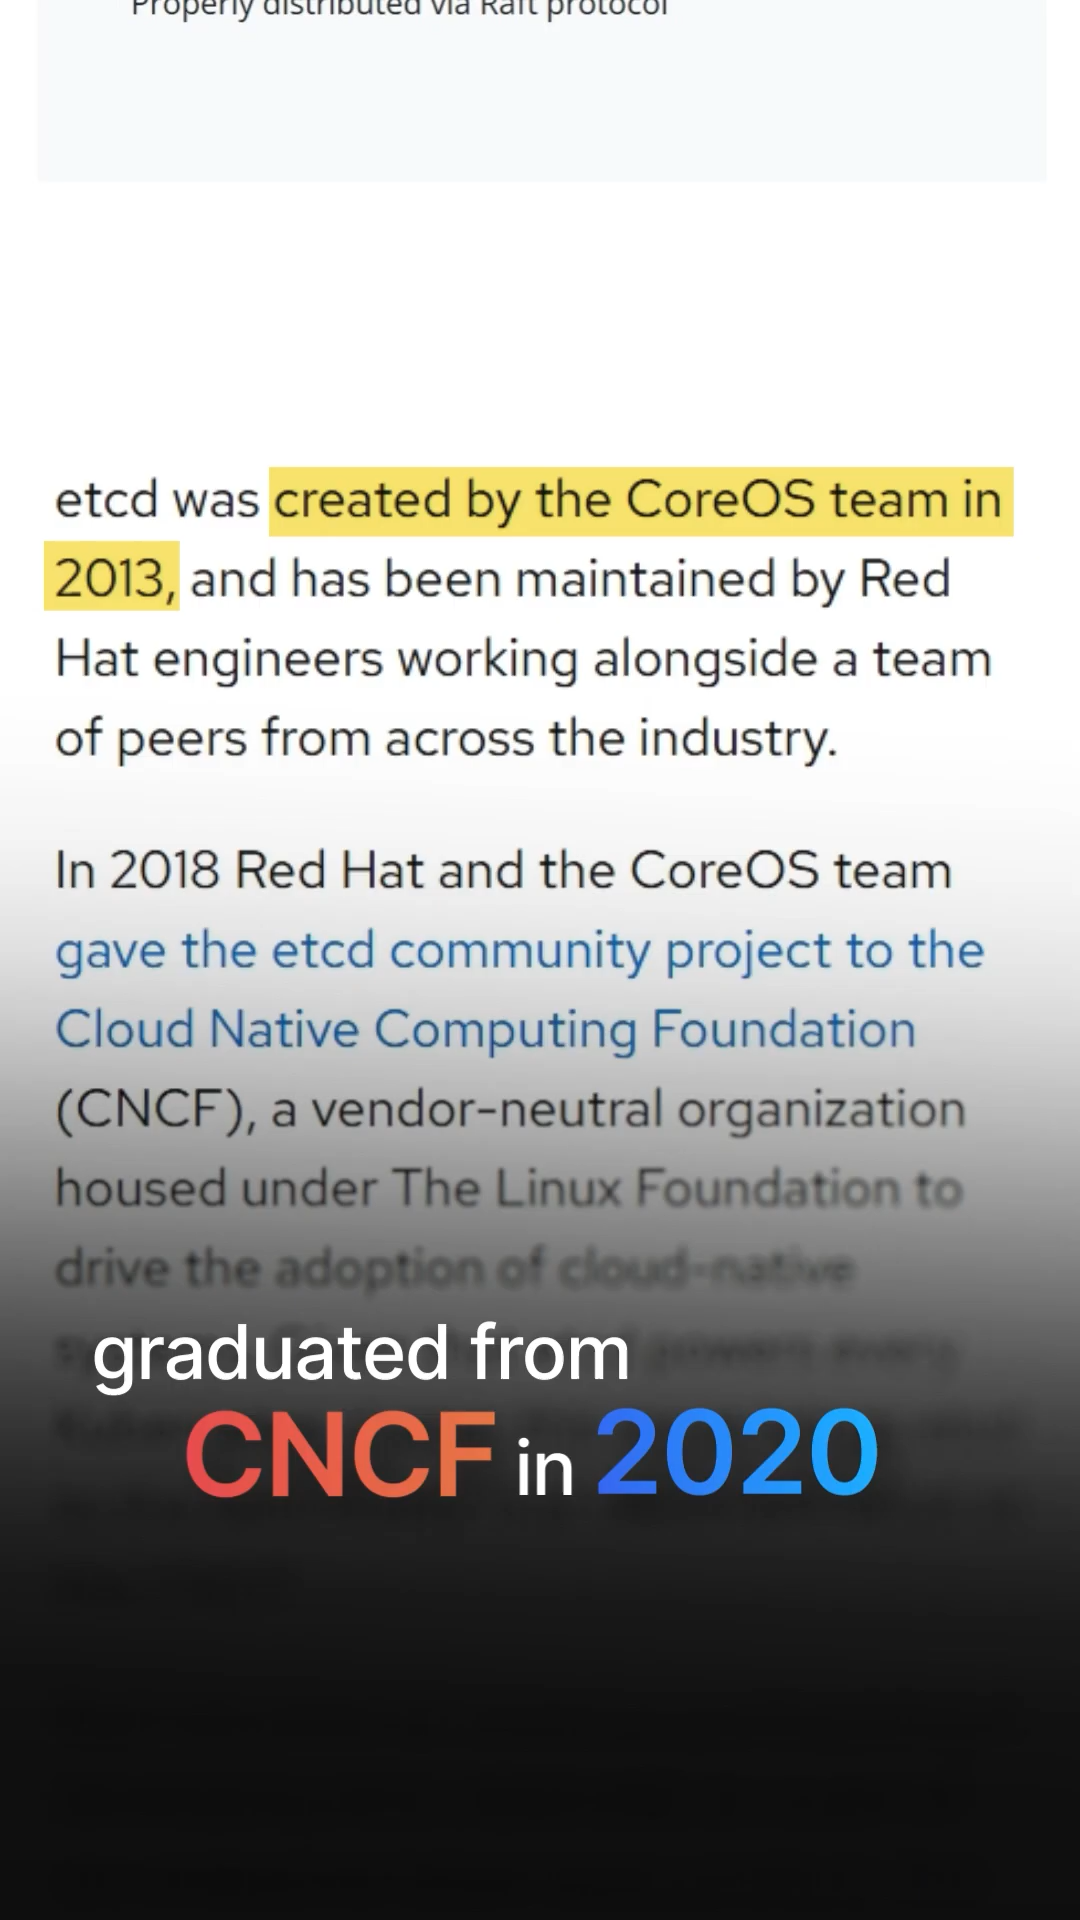 Properly distributed via Raft protocol
etcd was created by the CoreOS team in
2013, and has been maintained by Red
Hat engineers working alongside a team
of peers from across the industry.
In 2018 Red Hat and the CoreOS team
gave the etcd community project to the
Cloud Native Computing Foundation
(CNCF), a vendor-neutral organization
housed under The Linux Foundation to
drive the adoption of cloud-native
powers every
graduated from
CNCF in 2020